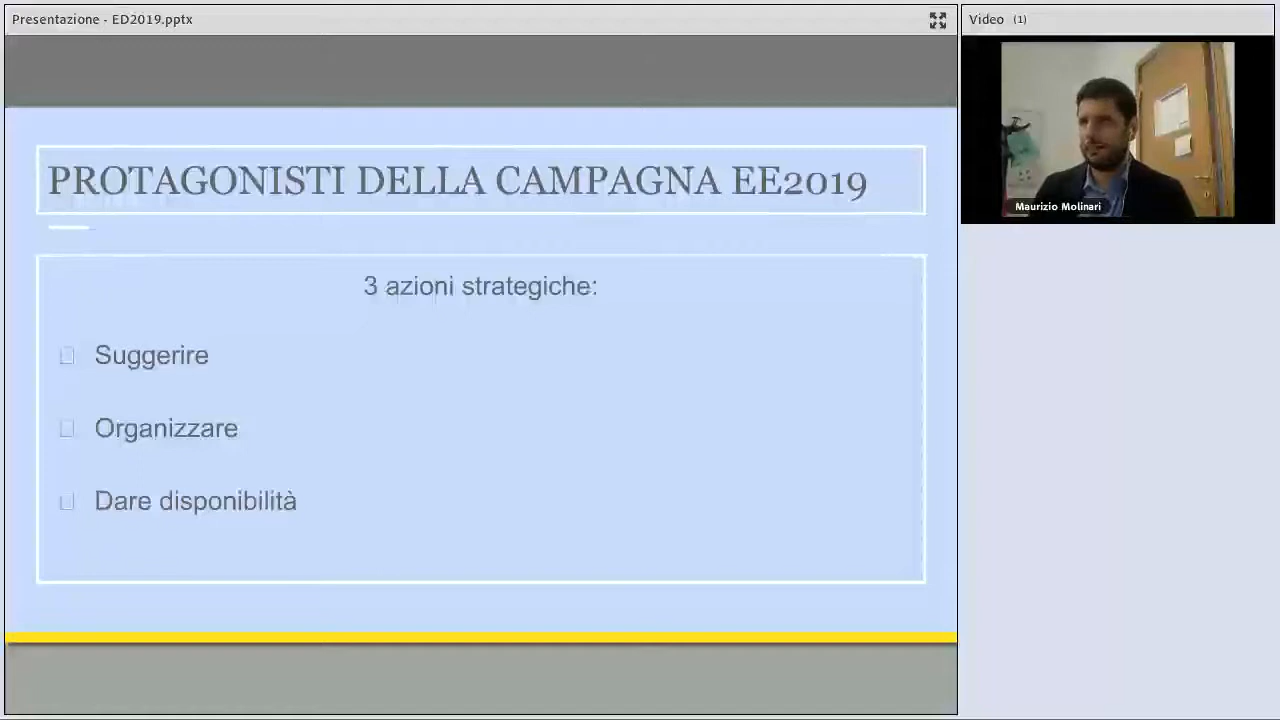 Presentazione - ED2019.pptx
Video (1)
Maurizio Molinari
PROTAGONISTI DELLA CAMPAGNA EE2019
3 azioni strategiche:
Suggerire
Organizzare
Dare disponibilità